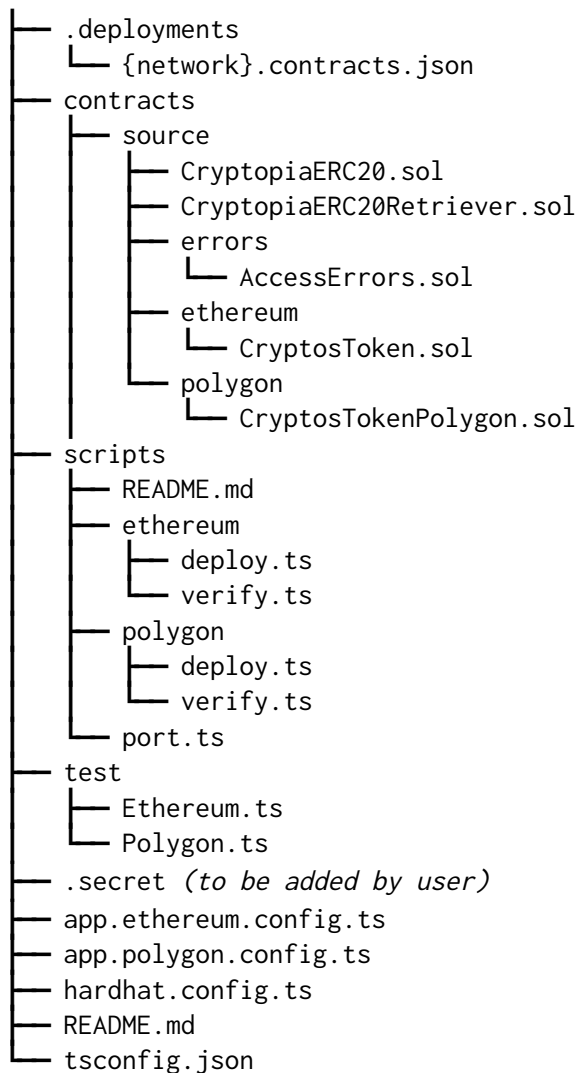 .deployments
{network}.contracts.json
contracts
source
CryptopiaERC20.sol
CryptopiaERC20Retriever.sol
errors
AccessErrors.sol
ethereum
CryptosToken.sol
polygon
CryptosTokenPolygon.sol
scripts
README.md
ethereum
deploy.ts
verify.ts
polygon
deploy.ts
verify.ts
port.ts
test
Ethereum.ts
Polygon.ts
.secret (to be added by user)
app.ethereum.config.ts
app.polygon.config.ts
hardhat.config.ts
README.md
tsconfig.json